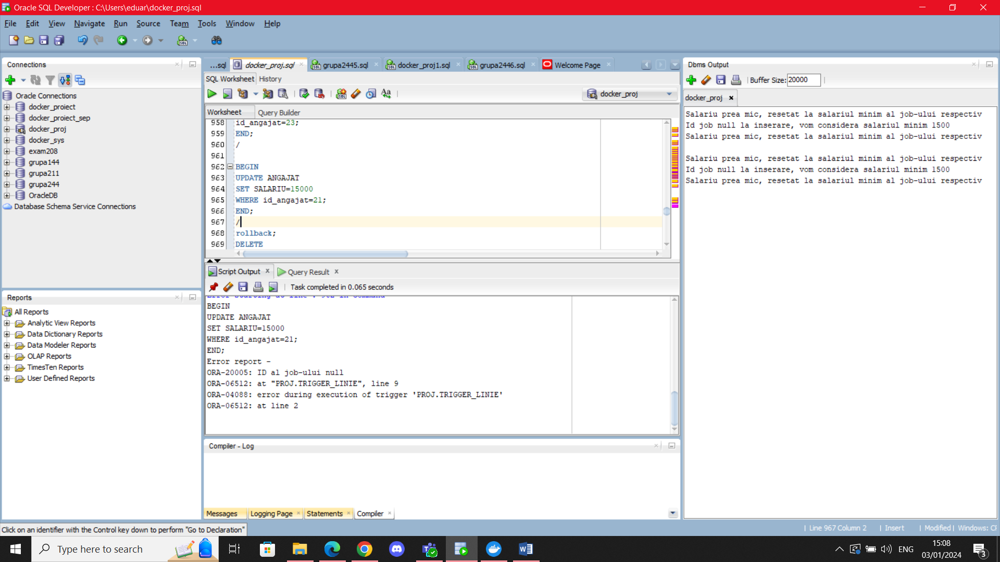 Oracle SQL Developer : C:\Users\eduar\docker_proj.sql
File Edit View Navigate Run Source Team Tools Window Help
Connections
Oracle Connections
docker_proiect
docker_proiect_sep
docker_proj
docker_sys
exam208
grupa144
grupa211
grupa244
OracleDB
Database Schema Service Connections
Reports
All Reports
Analytic View Reports
Data Dictionary Reports
Data Modeler Reports
OLAP Reports
TimesTen Reports
User Defined Reports
...sql docker_proj.sql grupa2445.sql docker_proj1.sql grupa2446.sql Welcome Page
SQL Worksheet History
docker_proj
Worksheet Query Builder
958 id_angajat=23;
959 END;
960 /
961
962 BEGIN
963 UPDATE ANGAJAT
964 SET SALARIU=15000
965 WHERE id_angajat=21;
966 END;
967 /
968 rollback;
969 DELETE
Script Output Query Result
Task completed in 0.065 seconds
Error starting at line : 962 in command
BEGIN
UPDATE ANGAJAT
SET SALARIU=15000
WHERE id_angajat=21;
END;
Error report -
ORA-20005: ID al job-ului null
ORA-06512: at "PROJ.TRIGGER_LINIE", line 9
ORA-04088: error during execution of trigger 'PROJ.TRIGGER_LINIE'
ORA-06512: at line 2
Compiler - Log
Messages Logging Page Statements Compiler
Dbms Output
Buffer Size: 20000
docker_proj
Salariu prea mic, resetat la salariul minim al job-ului respectiv
Id job null la inserare, vom considera salariul minim 1500
Salariu prea mic, resetat la salariul minim al job-ului respectiv
Salariu prea mic, resetat la salariul minim al job-ului respectiv
Id job null la inserare, vom considera salariul minim 1500
Salariu prea mic, resetat la salariul minim al job-ului respectiv
Click on an identifier with the Control key down to perform "Go to Declaration"
Line 967 Column 2 Insert Modified Windows: CF
Type here to search
ENG
15:08
03/01/2024
3